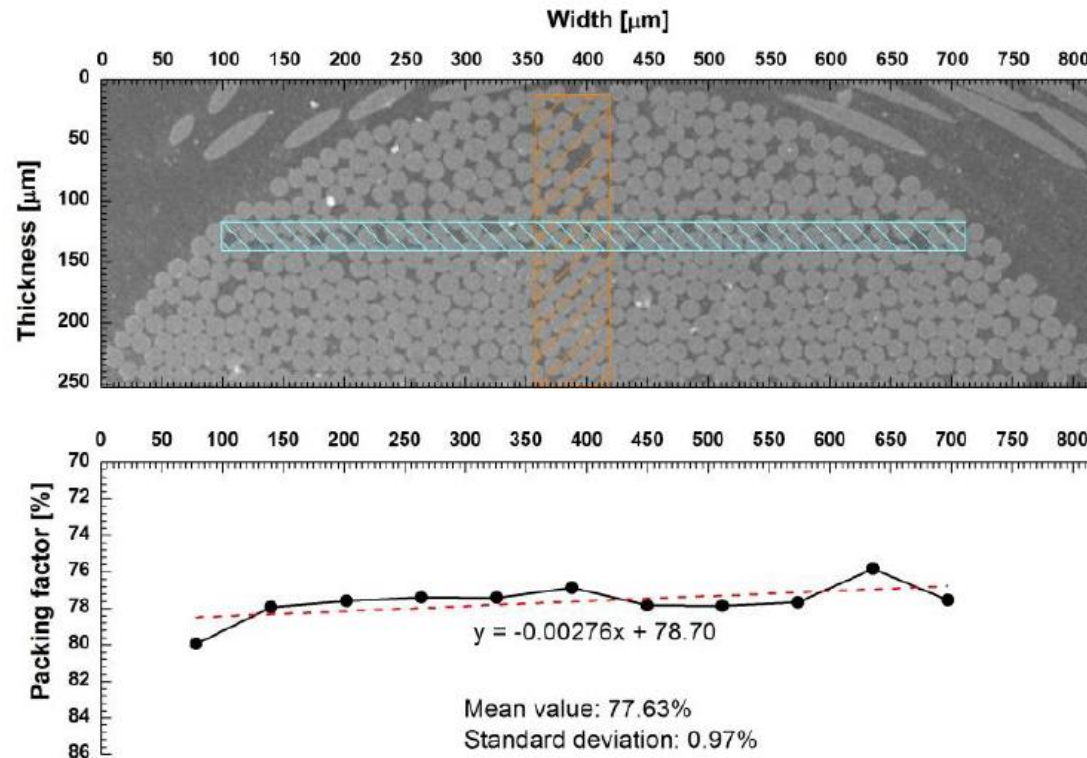 Width [μm]
0 50 100 150 200 250 300 350 400 450 500 550 600 650 700 750 800
Thickness [μm]
0
50
100
150
200
250
0 50 100 150 200 250 300 350 400 450 500 550 600 650 700 750 800
Packing factor [%]
70
72
74
76
78
80
82
84
86
y = -0.00276x + 78.70
Mean value: 77.63%
Standard deviation: 0.97%